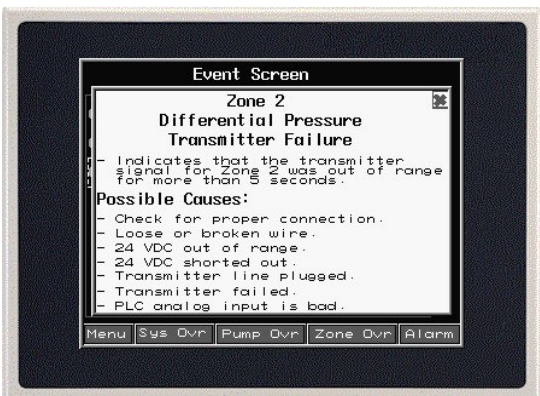 Event Screen
Zone 2
Differential Pressure
Transmitter Failure
- Indicates that the transmitter
signal for Zone 2 was out of range
for more than 5 seconds.
Possible Causes:
- Check for proper connection.
- Loose or broken wire.
- 24 VDC out of range.
- 24 VDC shorted out.
- Transmitter line plugged.
- Transmitter failed.
- PLC analog input is bad.
Menu Sys Ovr Pump Ovr Zone Ovr Alarm